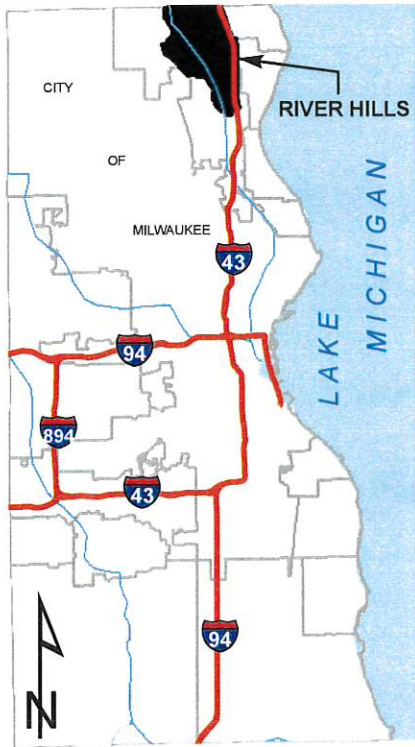 CITY
RIVER HILLS
OF
MILWAUKEE
43
LAKE
MICHIGAN
94
894
43
94
N